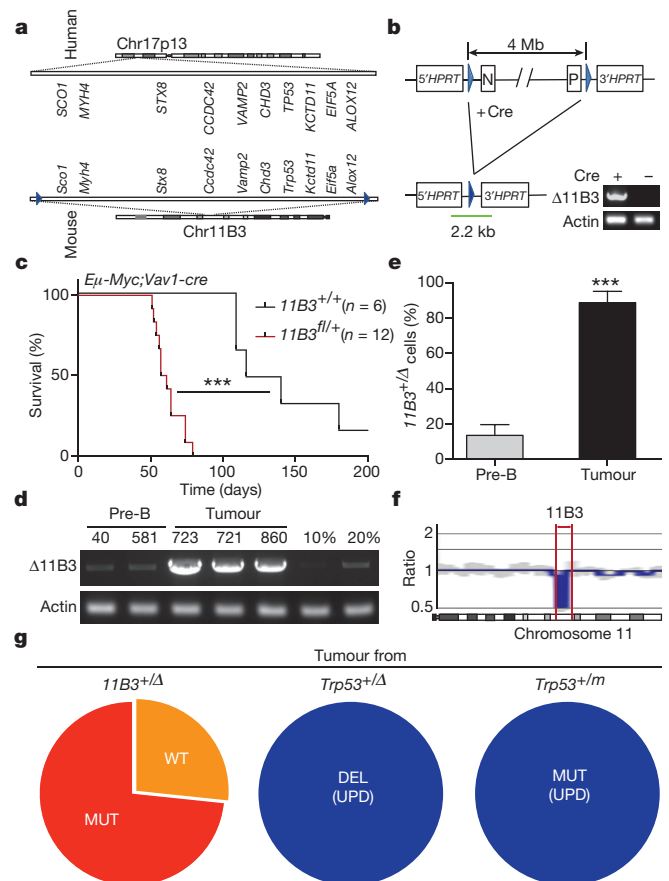 a
Human
Chr17p13
SCO1
MYH4
STX8
CCDC42
VAMP2
CHD3
TP53
KCTD11
EIF5A
ALOX12
Sco1
Myh4
Stx8
Ccdc42
Vamp2
Chd3
Trp53
Kctd11
Eif5a
Alox12
Mouse
Chr11B3
b
4 Mb
5′HPRT
N
P
3′HPRT
+Cre
5′HPRT
3′HPRT
2.2 kb
Cre + −
Δ11B3
Actin
c
Eμ-Myc;Vav1-cre
11B3+/+ (n = 6)
11B3fl/+ (n = 12)
***
Survival (%)
100
50
0
0 50 100 150 200
Time (days)
d
Pre-B Tumour
40 581 723 721 860 10% 20%
Δ11B3
Actin
e
***
11B3+/Δ cells (%)
100
80
60
40
20
0
Pre-B Tumour
f
11B3
Ratio
2
1
0.5
1
Chromosome 11
g
Tumour from
11B3+/Δ Trp53+/Δ Trp53+/m
WT
MUT
DEL
(UPD)
MUT
(UPD)